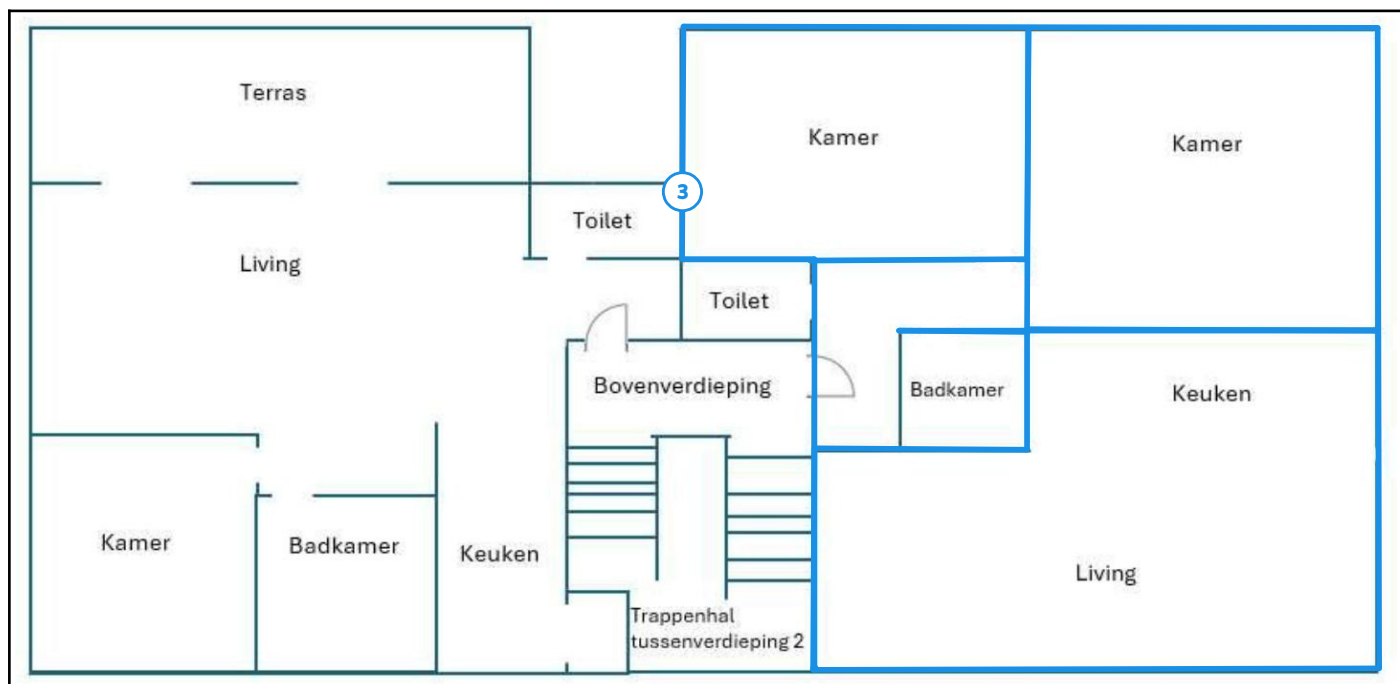 Terras
Kamer
Kamer
3
Toilet
Living
Toilet
Bovenverdieping
Badkamer
Keuken
Kamer
Badkamer
Keuken
Living
Trappenhal
tussenverdieping 2